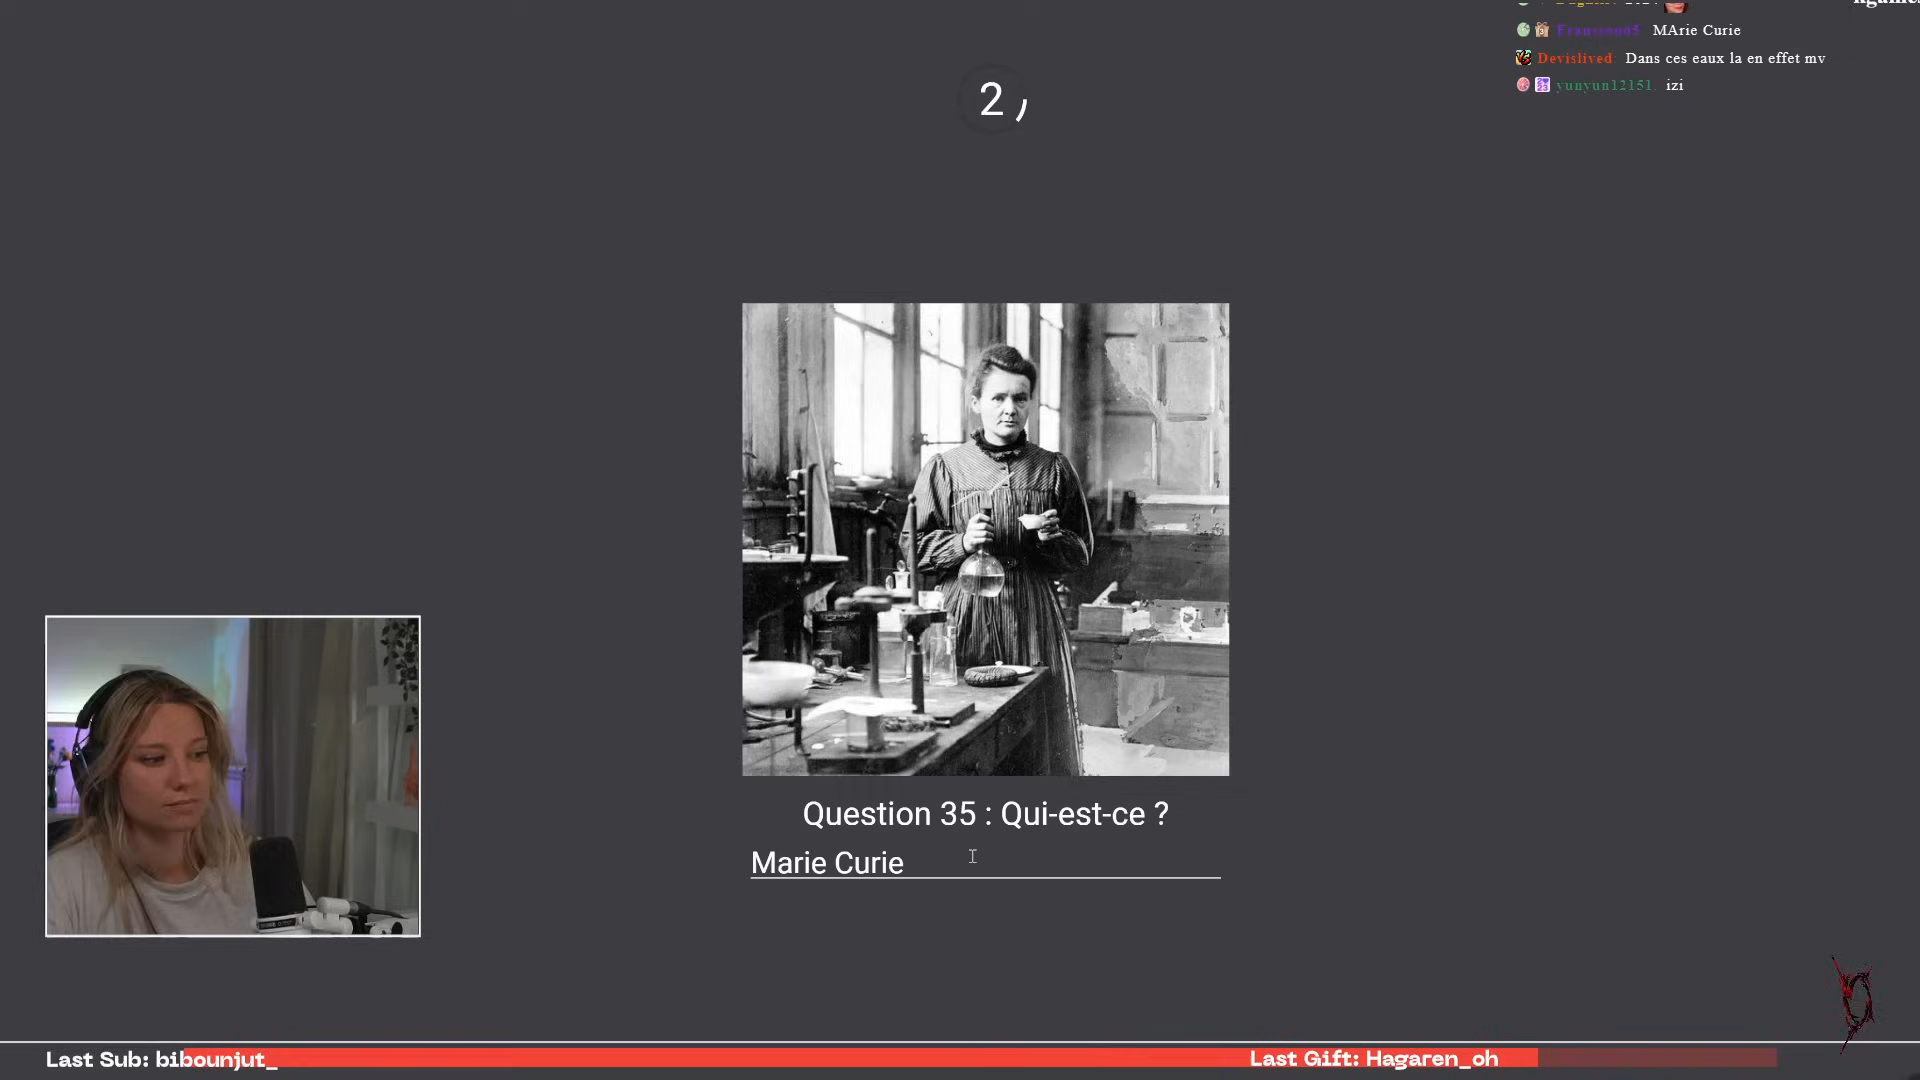 MArie Curie
Devislived Dans ces eaux la en effet mv
yunyun12151 izi
2
Question 35 : Qui-est-ce ?
Marie Curie
Last Sub: bibounjut_
Last Gift: Hagaren_oh